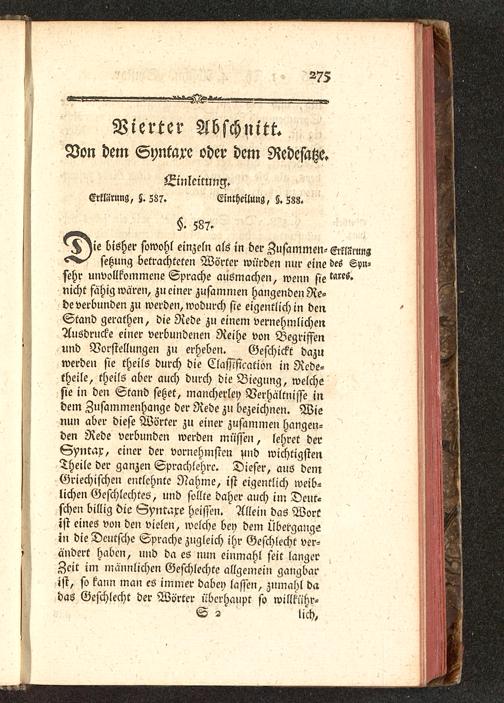 275
Vierter Abschnitt.
Von dem Syntaxe oder dem Redesatze.
Einleitung.
Erklärung, §. 587. Eintheilung, §. 588.
§. 587.
Die bisher sowohl einzeln als in der Zusammen-
setzung betrachteten Wörter würden nur eine
sehr unvollkommene Sprache ausmachen, wenn sie
nicht fähig wären, zu einer zusammen hangenden Re-
de verbunden zu werden, wodurch sie eigentlich in den
Stand gerathen, die Rede zu einem vernehmlichen
Ausdrucke einer verbundenen Reihe von Begriffen
und Vorstellungen zu erheben. Geschickt dazu
werden sie theils durch die Classification in Rede-
theile, theils aber auch durch die Biegung, welche
sie in den Stand setzet, mancherley Verhältnisse in
dem Zusammenhange der Rede zu bezeichnen. Wie
nun aber diese Wörter zu einer zusammen hangen-
den Rede verbunden werden müssen, lehret der
Syntax, einer der vornehmsten und wichtigsten
Theile der ganzen Sprachlehre. Dieser, aus dem
Griechischen entlehnte Nahme, ist eigentlich weib-
lichen Geschlechtes, und sollte daher auch im Deut-
schen billig die Syntaxe heissen. Allein das Wort
ist eines von den vielen, welche bey dem Übergange
in die Deutsche Sprache zugleich ihr Geschlecht ver-
ändert haben, und da es nun einmahl seit langer
Zeit im männlichen Geschlechte allgemein gangbar
ist, so kann man es immer dabey lassen, zumahl da
das Geschlecht der Wörter überhaupt so willkühr-
S 2 lich,
Erklärung
des Syn-
taxes.